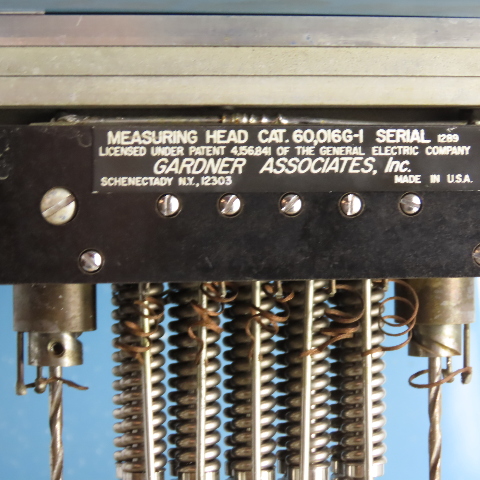 MEASURING HEAD CAT. 60,016G-1 SERIAL 1289
LICENSED UNDER PATENT 4,156,841 OF THE GENERAL ELECTRIC COMPANY
GARDNER ASSOCIATES, Inc.
SCHENECTADY N.Y., 12303 MADE IN U.S.A.